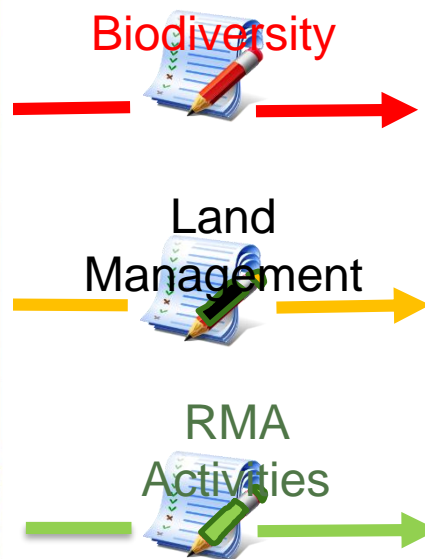 Biodiversity
Land
Management
RMA
Activities